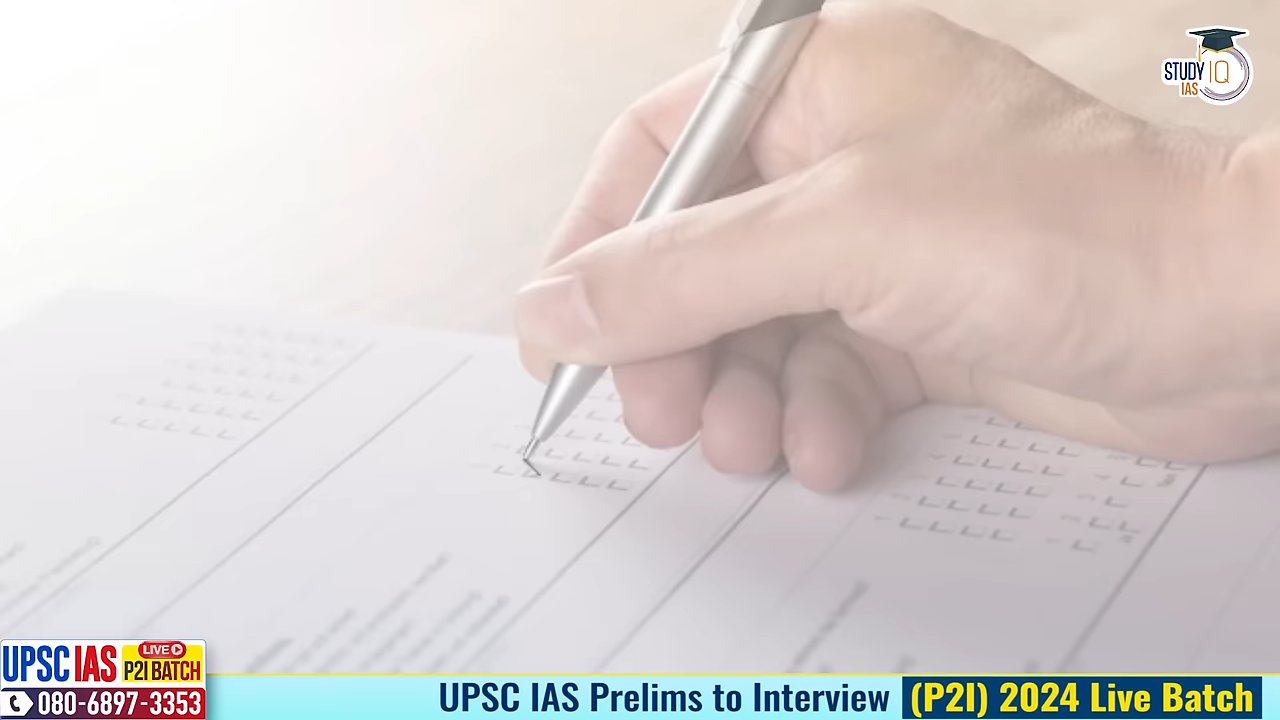 STUDY IQ
IAS
UPSC IAS LIVE
P2I BATCH
080-6897-3353
UPSC IAS Prelims to Interview (P2I) 2024 Live Batch